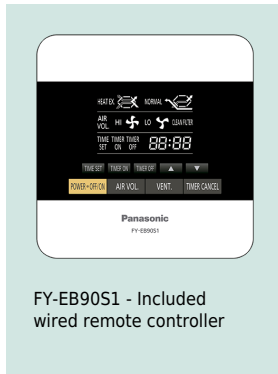 HEAT EX NORMAL
AIR VOL. HI LO CLEAN FILTER
TIME SET TIMER ON TIMER OFF 88:88
TIME SET TIMER ON TIMER OFF ▲ ▼
POWER • OFF/ON AIR VOL. VENT. TIMER CANCEL
Panasonic
FY-EB90S1
FY-EB90S1 - Included
wired remote controller